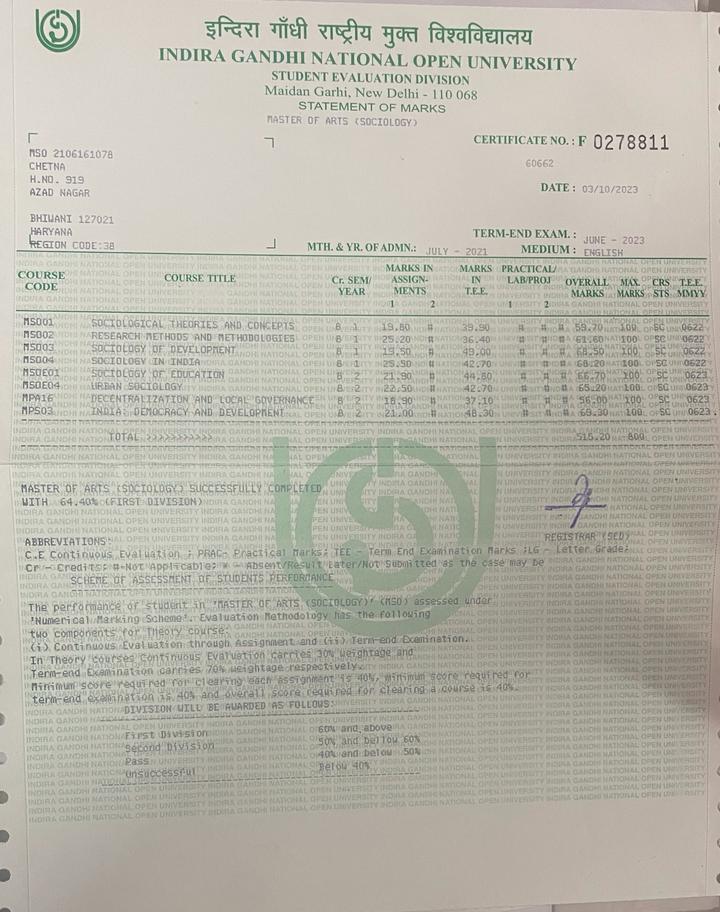 इन्दिरा गाँधी राष्ट्रीय मुक्त विश्वविद्यालय
INDIRA GANDHI NATIONAL OPEN UNIVERSITY
STUDENT EVALUATION DIVISION
Maidan Garhi, New Delhi - 110 068
STATEMENT OF MARKS
MASTER OF ARTS (SOCIOLOGY)
CERTIFICATE NO. : F 0278811
60662
DATE : 03/10/2023
MSO 2106161078
CHETNA
H.NO. 919
AZAD NAGAR
BHIWANI 127021
HARYANA
REGION CODE:38
MTH. & YR. OF ADMN.: JULY - 2021
TERM-END EXAM. : JUNE - 2023
MEDIUM : ENGLISH
COURSE CODE COURSE TITLE Cr. SEM/ YEAR MARKS IN ASSIGN- MENTS 1 2 MARKS IN T.E.E. PRACTICAL/ LAB/PROJ 1 2 OVERALL MARKS MAX. MARKS CRS STS T.E.E. MMYY
MSO01 SOCIOLOGICAL THEORIES AND CONCEPTS 8 1 19.80 # 39.90 # # # 59.70 100 SC 0622
MSO02 RESEARCH METHODS AND METHODOLOGIES 8 1 25.20 # 36.40 # # # 61.60 100 SC 0622
MSO03 SOCIOLOGY OF DEVELOPMENT 8 1 19.50 # 49.00 # # # 68.50 100 SC 0622
MSO04 SOCIOLOGY IN INDIA 8 1 25.50 # 42.70 # # # 68.20 100 SC 0622
MSOE01 SOCIOLOGY OF EDUCATION 8 2 21.90 # 44.80 # # # 66.70 100 SC 0623
MSOE04 URBAN SOCIOLOGY 8 2 22.50 # 42.70 # # # 65.20 100 SC 0623
MPA16 DECENTRALIZATION AND LOCAL GOVERNANCE 8 2 18.90 # 37.10 # # # 56.00 100 SC 0623
MPS03 INDIA: DEMOCRACY AND DEVELOPMENT 8 2 21.00 # 48.30 # # # 69.30 100 SC 0623.
TOTAL >>>>>>>>>>> 515.20 800
MASTER OF ARTS (SOCIOLOGY) SUCCESSFULLY COMPLETED
WITH 64.40% (FIRST DIVISION)
REGISTRAR (SED)
ABBREVIATIONS:
C.E Continuous Evaluation ; PRAC- Practical Marks; TEE - Term End Examination Marks ;LG - Letter Grade;
Cr - Credits; #-Not Applicable; * - Absent/Result Later/Not Submitted as the case may be
SCHEME OF ASSESSMENT OF STUDENTS PERFORMANCE
The performance of student in 'MASTER OF ARTS (SOCIOLOGY)' (MSO) assessed under
'Numerical Marking Scheme'. Evaluation Methodology has the following
two components for Theory course.
(i) Continuous Evaluation through Assignment and (ii) Term-end Examination.
In Theory courses Continuous Evaluation carries 30% weightage and
Term-end Examination carries 70% weightage respectively.
Minimum score required for clearing each assignment is 40%, minimum score required for
term-end examination is 40% and overall score required for clearing a course is 40%.
DIVISION WILL BE AWARDED AS FOLLOWS:
First Division 60% and above
Second Division 50% and bellow 60%
Pass 40% and below 50%
Unsuccessful Below 40%